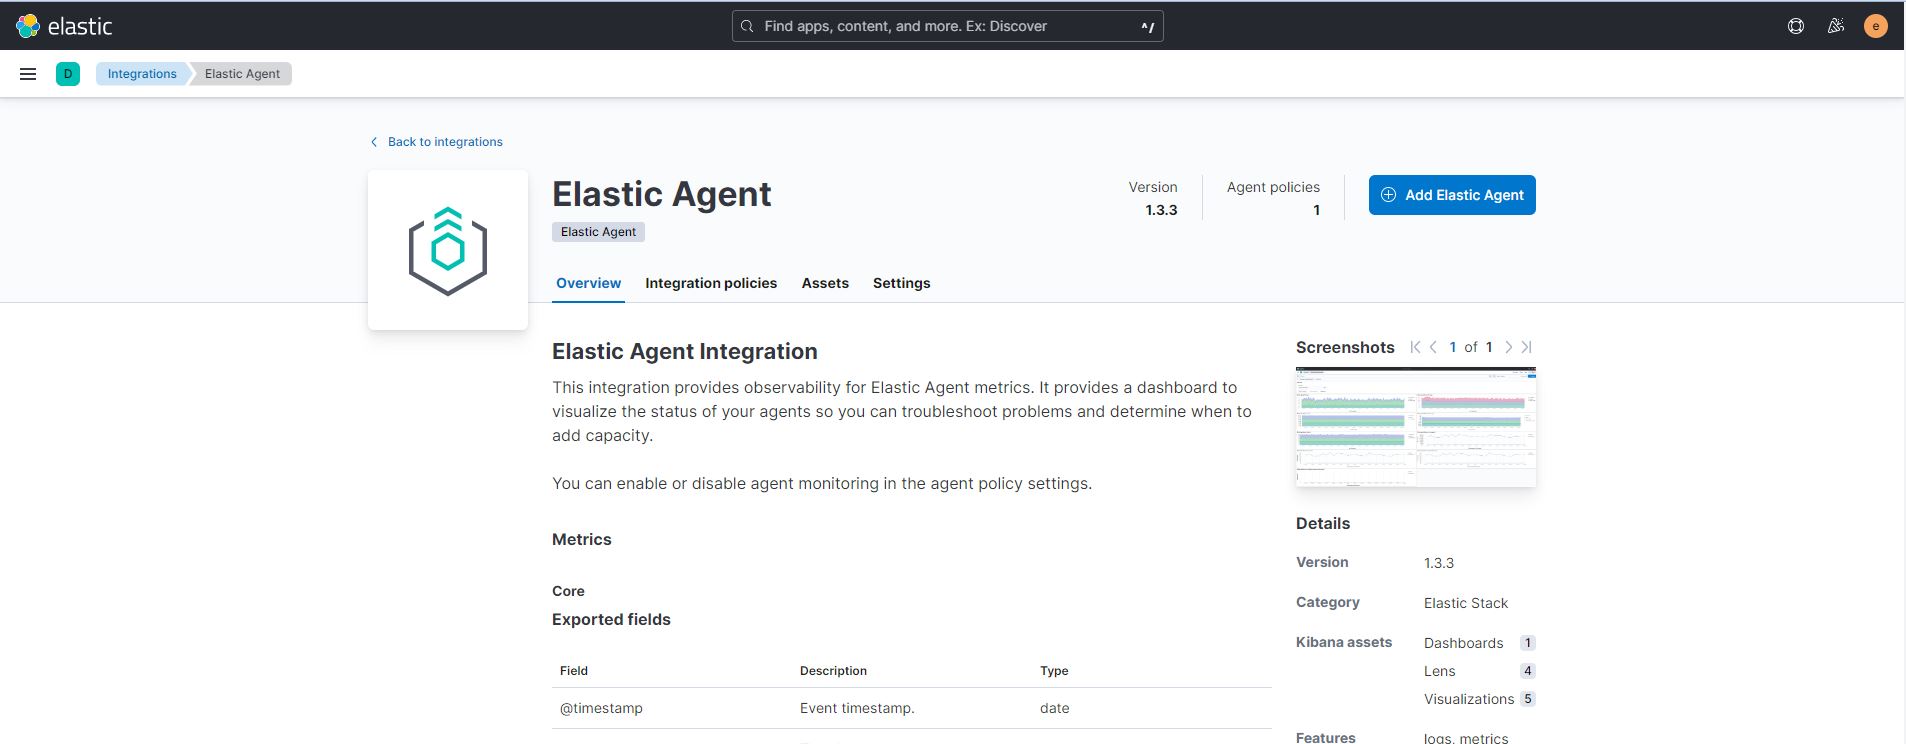 elastic
Find apps, content, and more. Ex: Discover
^/
e
D
Integrations
Elastic Agent
Back to integrations
Elastic Agent
Elastic Agent
Version
1.3.3
Agent policies
1
Add Elastic Agent
Overview
Integration policies
Assets
Settings
Elastic Agent Integration
This integration provides observability for Elastic Agent metrics. It provides a dashboard to
visualize the status of your agents so you can troubleshoot problems and determine when to
add capacity.
You can enable or disable agent monitoring in the agent policy settings.
Metrics
Core
Exported fields
Field Description Type
@timestamp Event timestamp. date
Screenshots 1 of 1
Details
Version 1.3.3
Category Elastic Stack
Kibana assets Dashboards 1
Lens 4
Visualizations 5
Features logs, metrics